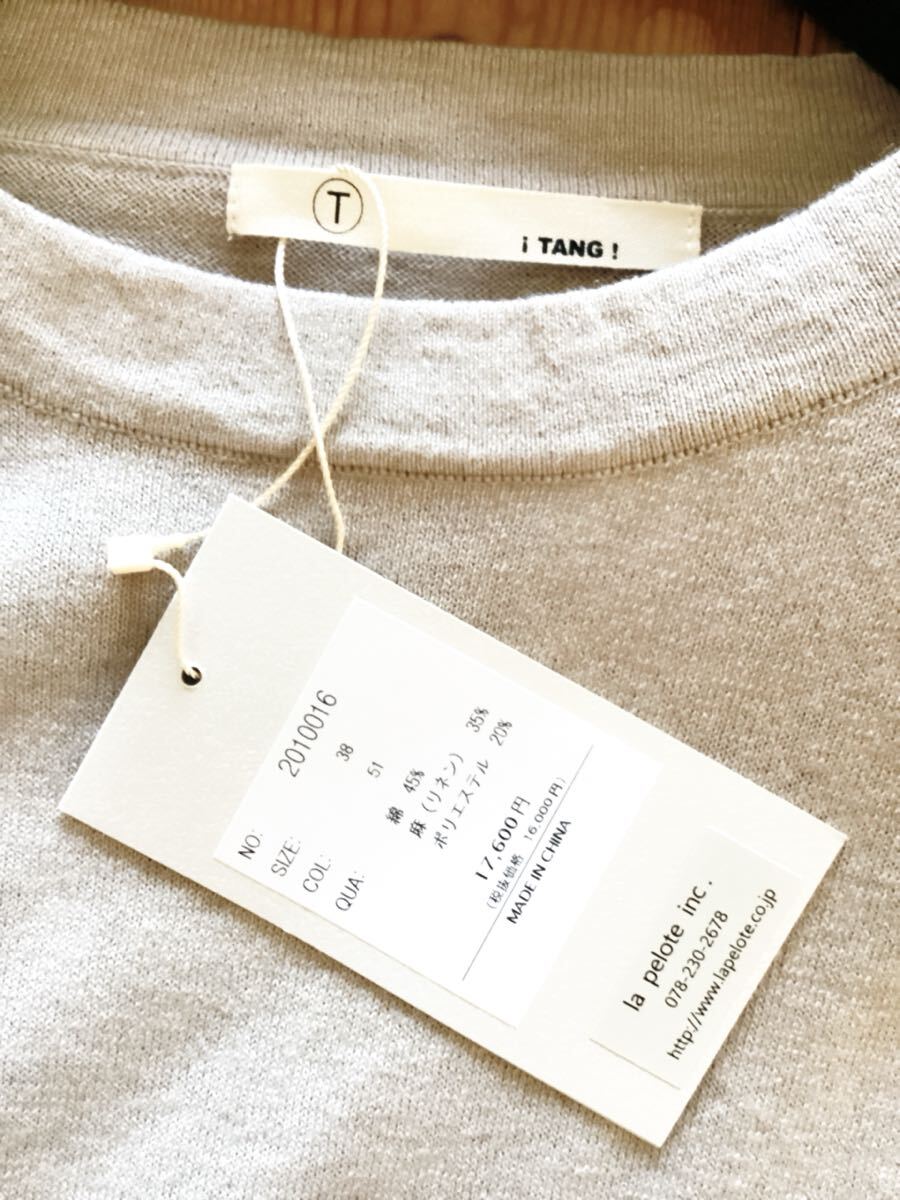 T
¡ TANG !
NO: 2010016
SIZE: 38
COL: 51
QUA: 綿 45%
麻（リネン） 35%
ポリエステル 20%
17,600円
（税抜価格 16,000円）
MADE IN CHINA
la pelote inc.
078-230-2678
http://www.lapelote.co.jp